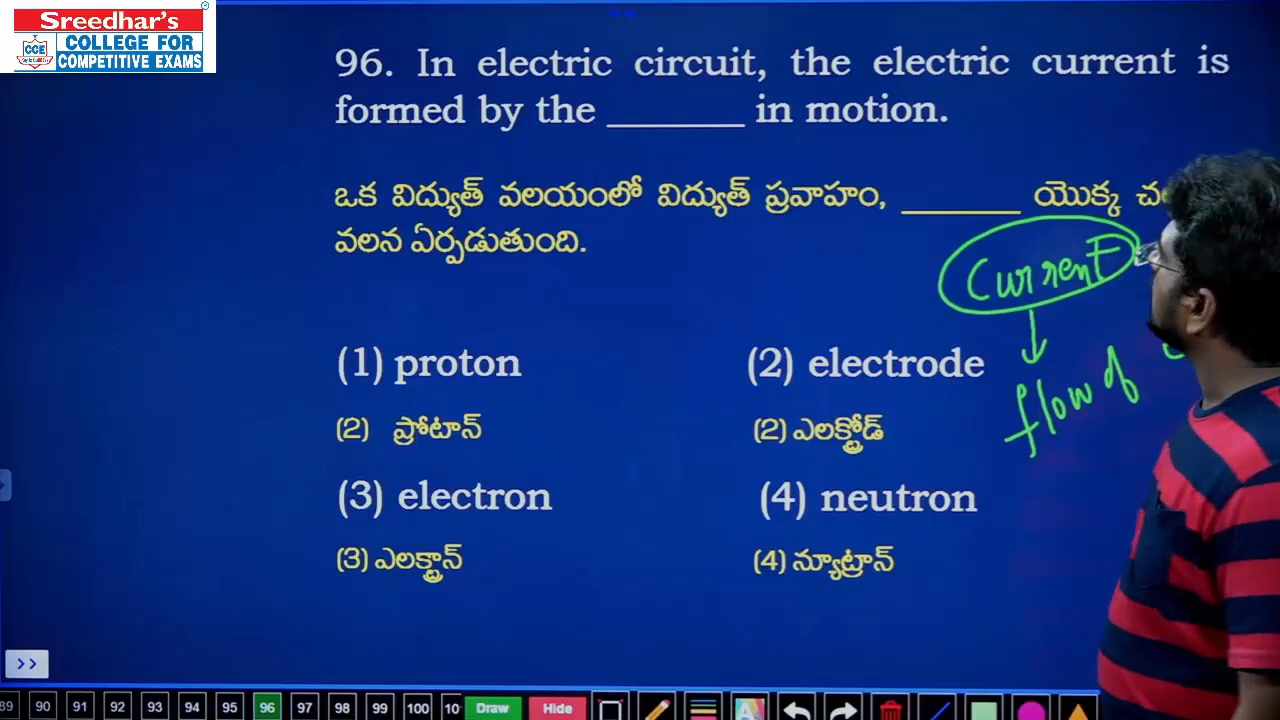 Sreedhar's
CCE
COLLEGE FOR
COMPETITIVE EXAMS
96. In electric circuit, the electric current is
formed by the _______ in motion.
ఒక విద్యుత్ వలయంలో విద్యుత్ ప్రవాహం, _______ యొక్క
వలన ఏర్పడుతుంది.
Current
flow of
(1) proton (2) electrode
(2) ప్రోటాన్ (2) ఎలక్ట్రోడ్
(3) electron (4) neutron
(3) ఎలక్ట్రాన్ (4) న్యూట్రాన్
>>
89 90 91 92 93 94 95 96 97 98 99 100 10 Draw Hide